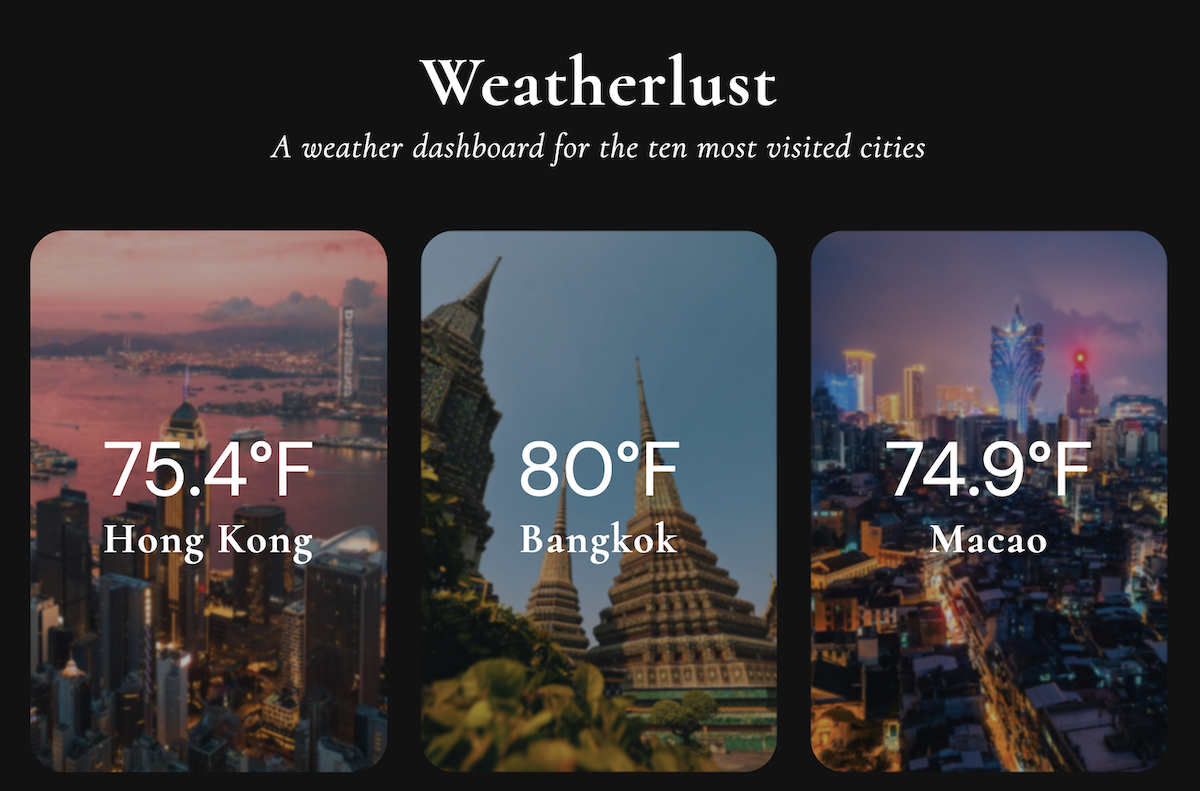 Weatherlust
A weather dashboard for the ten most visited cities
75.4°F
Hong Kong
80°F
Bangkok
74.9°F
Macao